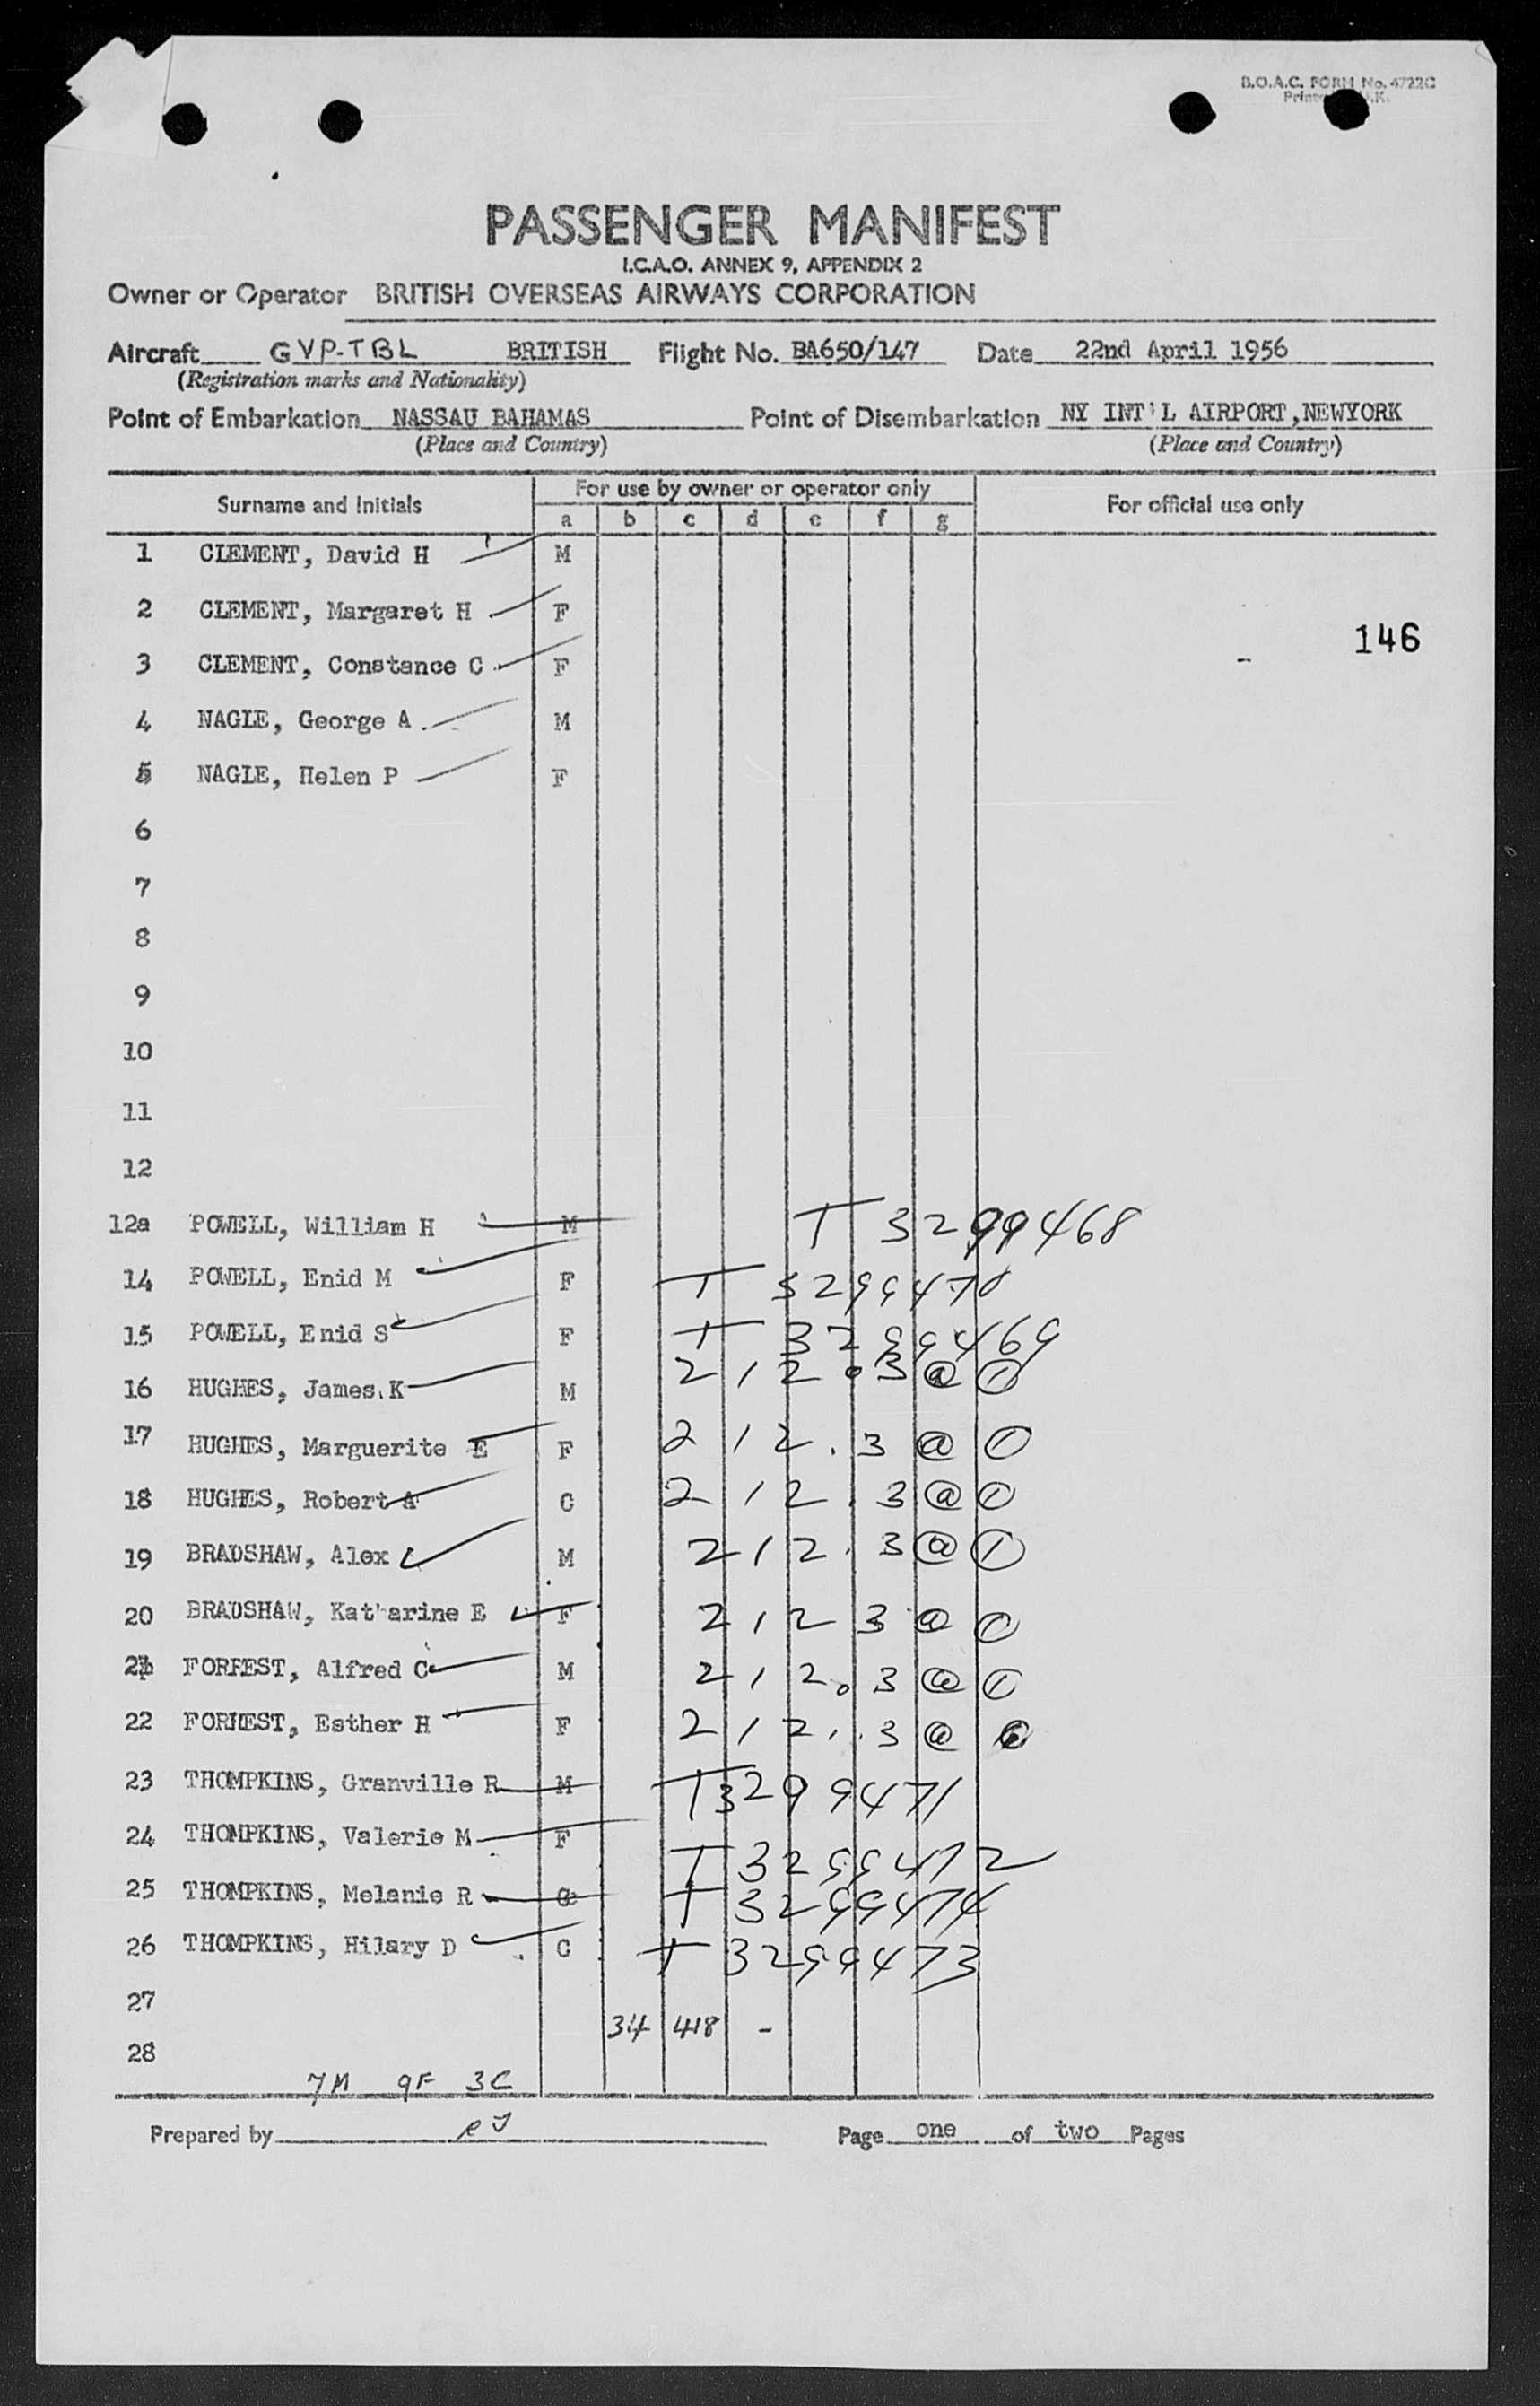 B.O.A.C. FORM No. 4722C
PASSENGER MANIFEST
I.C.A.O. ANNEX 9, APPENDIX 2
Owner or Operator BRITISH OVERSEAS AIRWAYS CORPORATION
Aircraft GVP-TBL BRITISH Flight No. BA650/147 Date 22nd April 1956
(Registration marks and Nationality)
Point of Embarkation NASSAU BAHAMAS Point of Disembarkation NY INT'L AIRPORT,NEWYORK
(Place and Country) (Place and Country)
Surname and Initials For use by owner or operator only For official use only
a b c d e f g
1 CLEMENT, David H M
2 CLEMENT, Margaret H F
146
3 CLEMENT, Constance C F
4 NAGLE, George A M
5 NAGLE, Helen P F
6
7
8
9
10
11
12
12a POWELL, William H M T 3299468
14 POWELL, Enid M F T 3299470
15 POWELL, Enid S F T 3299469
16 HUGHES, James K M 212.3 @ 1
17 HUGHES, Marguerite E F 212.3 @ 1
18 HUGHES, Robert A C 212.3 @ 1
19 BRADSHAW, Alex M 212.3 @ 1
20 BRADSHAW, Kat arine E F 212 3 @ 1
21 FORREST, Alfred C M 212.3 @ 1
22 FORREST, Esther H F 212.3 @
23 THOMPKINS, Granville R M T3299471
24 THOMPKINS, Valerie M F T 3299472
25 THOMPKINS, Melanie R C T 3299474
26 THOMPKINS, Hilary D C T 3299473
27
34 418 -
28
7M 9F 3C
Prepared by Page one of two Pages